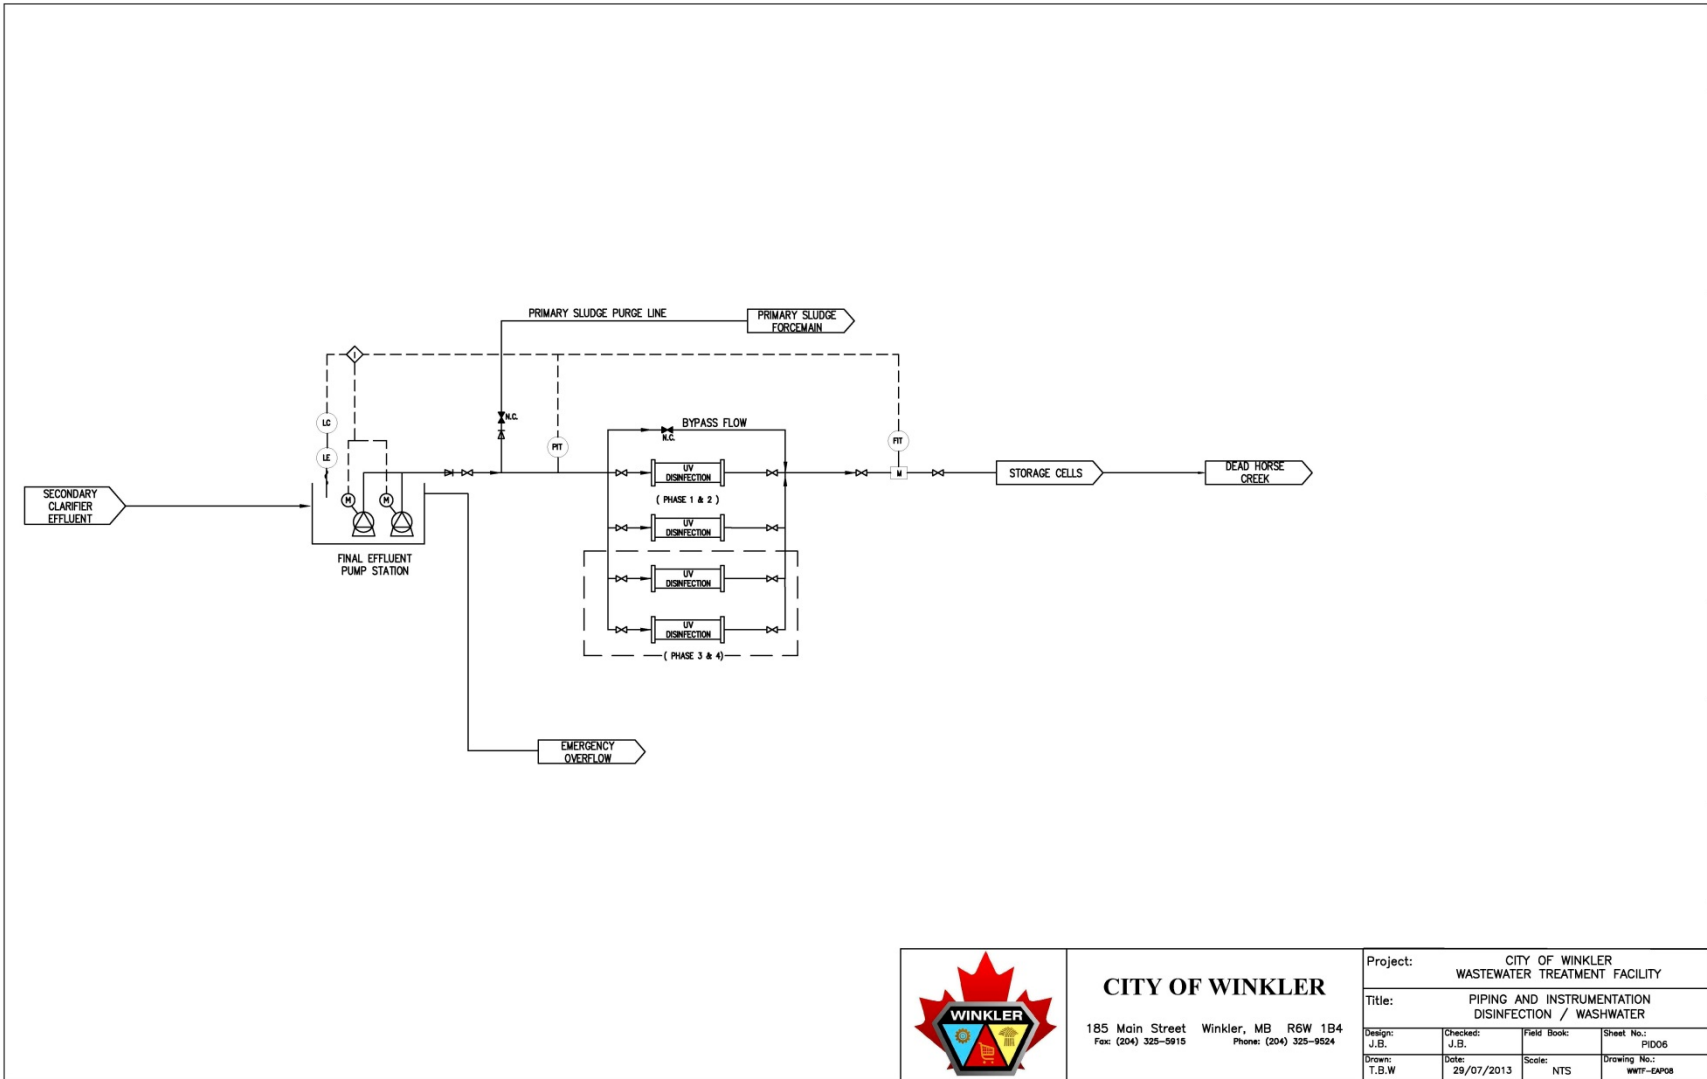 PRIMARY SLUDGE PURGE LINE
PRIMARY SLUDGE
FORCEMAIN
I
LC
LE
N.C.
PIT
BYPASS FLOW
N.C.
FIT
M
M
M
SECONDARY
CLARIFIER
EFFLUENT
FINAL EFFLUENT
PUMP STATION
UV
DISINFECTION
( PHASE 1 & 2 )
UV
DISINFECTION
UV
DISINFECTION
UV
DISINFECTION
( PHASE 3 & 4)
STORAGE CELLS
DEAD HORSE
CREEK
EMERGENCY
OVERFLOW
WINKLER
CITY OF WINKLER
185 Main Street Winkler, MB R6W 1B4
Fax: (204) 325-5915 Phone: (204) 325-9524
Project: CITY OF WINKLER
WASTEWATER TREATMENT FACILITY
Title: PIPING AND INSTRUMENTATION
DISINFECTION / WASHWATER
Design: Checked: Field Book: Sheet No.:
J.B. J.B. PID06
Drawn: Date: Scale: Drawing No.:
T.B.W 29/07/2013 NTS WWTF-EAP08